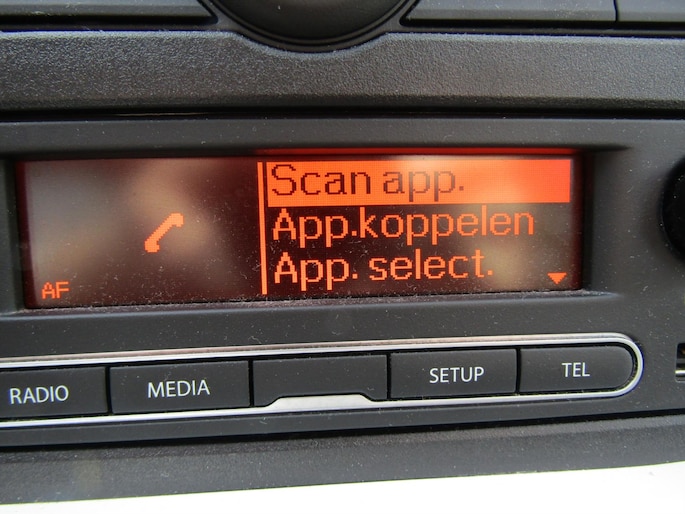 Scan app.
App.koppelen
App. select.
AF
RADIO
MEDIA
SETUP
TEL